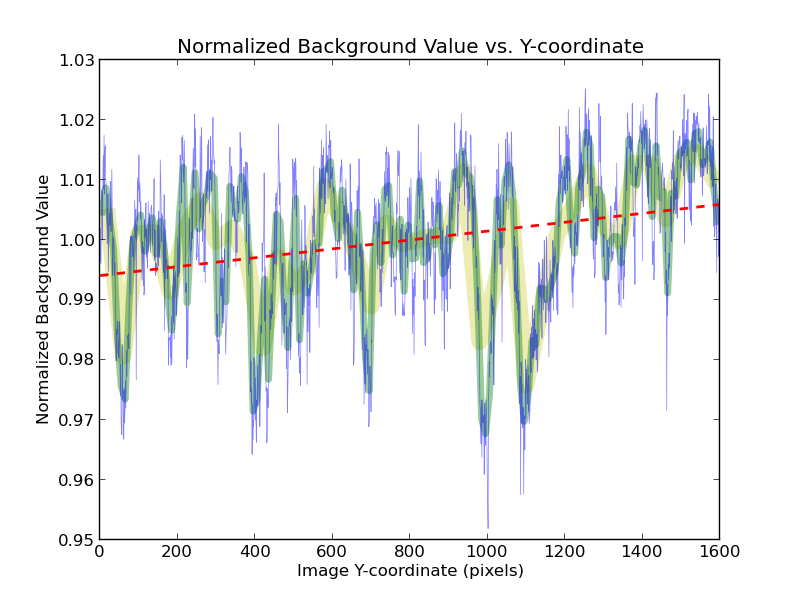 Normalized Background Value vs. Y-coordinate
1.03
1.02
1.01
1.00
0.99
0.98
0.97
0.96
0.95
Normalized Background Value
0 200 400 600 800 1000 1200 1400 1600
Image Y-coordinate (pixels)